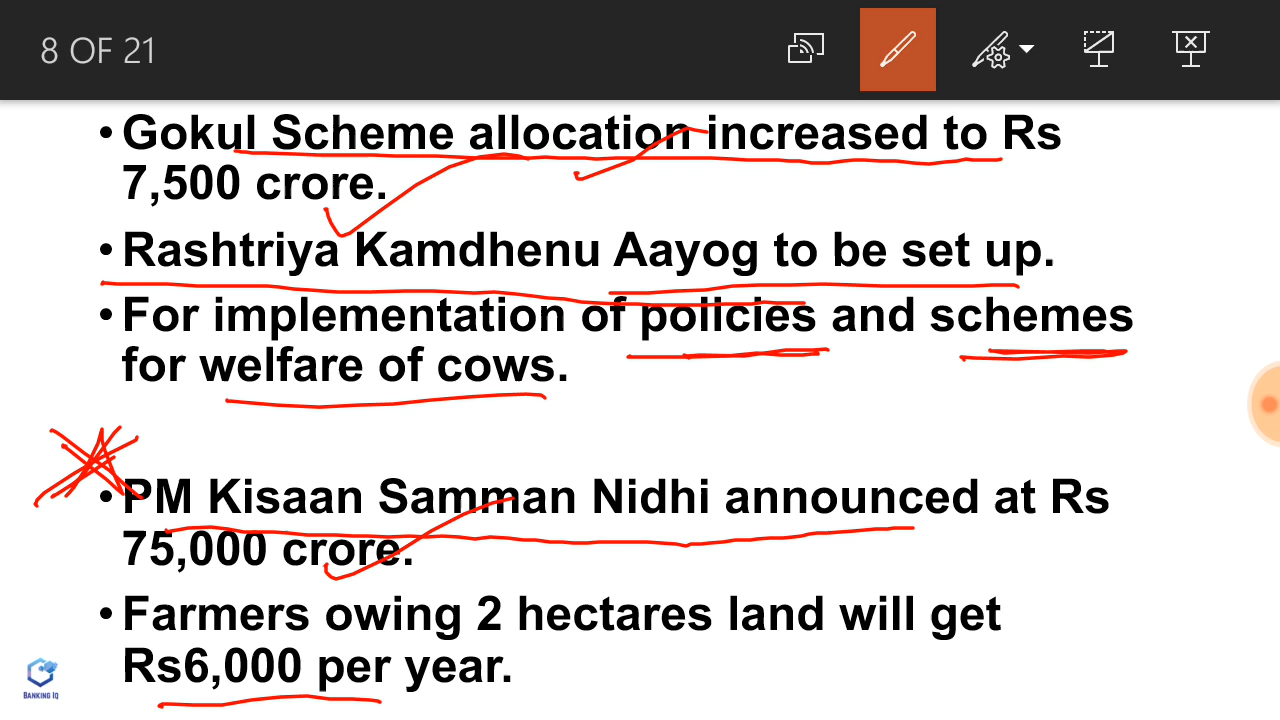 8 OF 21
• Gokul Scheme allocation increased to Rs
7,500 crore.
• Rashtriya Kamdhenu Aayog to be set up.
• For implementation of policies and schemes
for welfare of cows.
• PM Kisaan Samman Nidhi announced at Rs
75,000 crore.
• Farmers owing 2 hectares land will get
Rs6,000 per year.
BANKING IQ